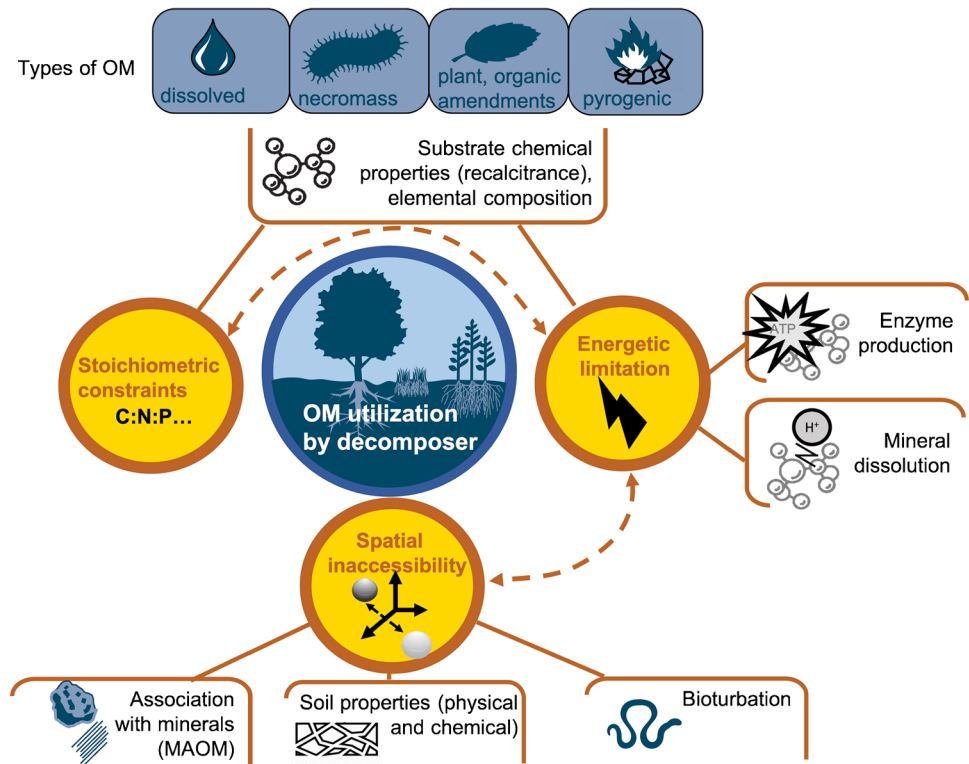 Types of OM
dissolved
necromass
plant, organic
amendments
pyrogenic
Substrate chemical
properties (recalcitrance),
elemental composition
Stoichiometric
constraints
C:N:P...
OM utilization
by decomposer
Energetic
limitation
ATP
Enzyme
production
H⁺
Mineral
dissolution
Spatial
inaccessibility
Association
with minerals
(MAOM)
Soil properties (physical
and chemical)
Bioturbation